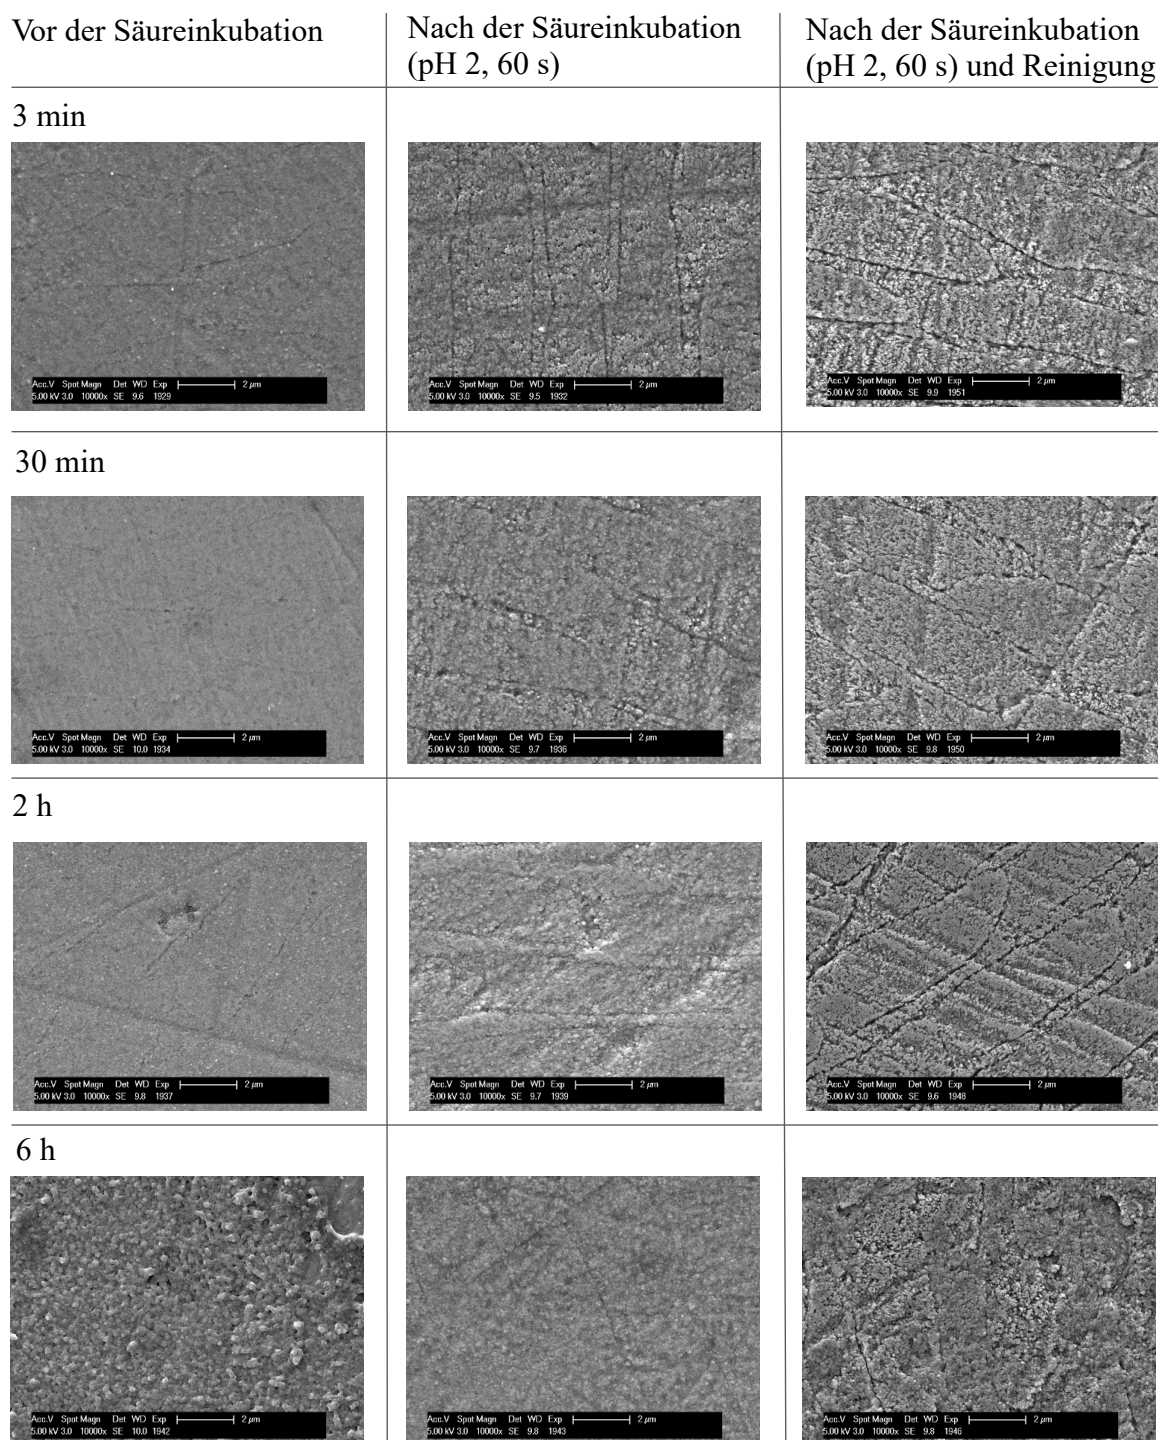 Vor der Säureinkubation
Nach der Säureinkubation
(pH 2, 60 s)
Nach der Säureinkubation
(pH 2, 60 s) und Reinigung
3 min
Acc.V Spot Magn Det WD Exp 2 µm
5.00 kV 3.0 10000x SE 9.6 1929
Acc.V Spot Magn Det WD Exp 2 µm
5.00 kV 3.0 10000x SE 9.5 1932
Acc.V Spot Magn Det WD Exp 2 µm
5.00 kV 3.0 10000x SE 9.9 1951
30 min
Acc.V Spot Magn Det WD Exp 2 µm
5.00 kV 3.0 10000x SE 10.0 1934
Acc.V Spot Magn Det WD Exp 2 µm
5.00 kV 3.0 10000x SE 9.7 1936
Acc.V Spot Magn Det WD Exp 2 µm
5.00 kV 3.0 10000x SE 9.8 1950
2 h
Acc.V Spot Magn Det WD Exp 2 µm
5.00 kV 3.0 10000x SE 9.8 1937
Acc.V Spot Magn Det WD Exp 2 µm
5.00 kV 3.0 10000x SE 9.7 1939
Acc.V Spot Magn Det WD Exp 2 µm
5.00 kV 3.0 10000x SE 9.6 1948
6 h
Acc.V Spot Magn Det WD Exp 2 µm
5.00 kV 3.0 10000x SE 10.0 1942
Acc.V Spot Magn Det WD Exp 2 µm
5.00 kV 3.0 10000x SE 9.8 1943
Acc.V Spot Magn Det WD Exp 2 µm
5.00 kV 3.0 10000x SE 9.8 1946